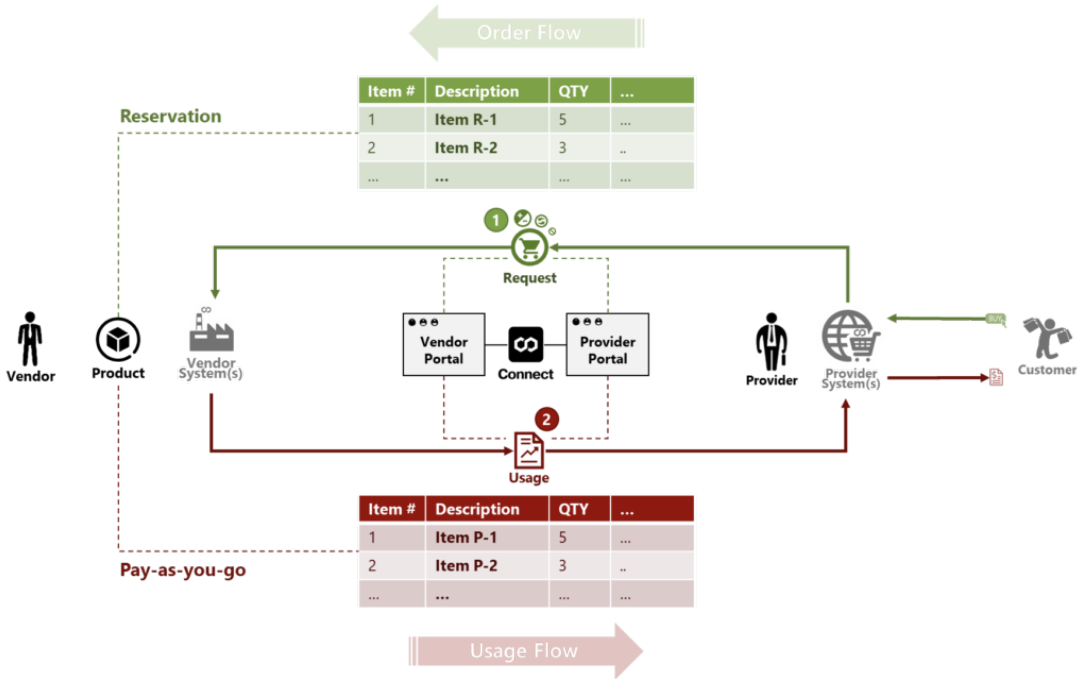 Order Flow
Item # Description QTY ...
1 Item R-1 5 ...
2 Item R-2 3 ..
... ... ... ...
Reservation
1
Request
Vendor
Product
Vendor
System(s)
Vendor
Portal
Connect
Provider
Portal
Provider
Provider
System(s)
BUY
Customer
2
Usage
Item # Description QTY ...
1 Item P-1 5 ...
2 Item P-2 3 ..
... ... ... ...
Pay-as-you-go
Usage Flow